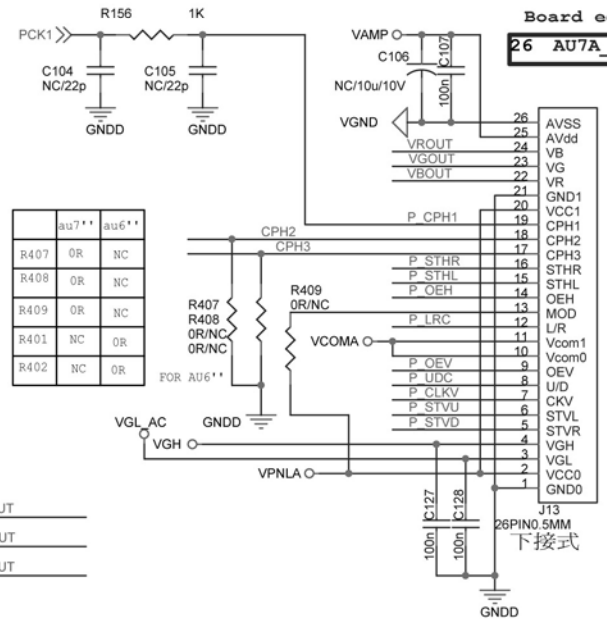 R156
1K
PCK1
C104
NC/22p
C105
NC/22p
GNDD
GNDD
Board e
26 AU7A_
VAMP
C106
C107
NC/10u/10V
100n
VGND
VROUT
VGOUT
VBOUT
26 AVSS
25 AVdd
24 VB
23 VG
22 VR
21 GND1
20 VCC1
P_CPH1 19 CPH1
CPH2 18 CPH2
CPH3 17 CPH3
P_STHR 16 STHR
P_STHL 15 STHL
P_OEH 14 OEH
13 MOD
P_LRC 12 L/R
VCOMA 11 Vcom1
10 Vcom0
P_OEV 9 OEV
P_UDC 8 U/D
P_CLKV 7 CKV
P_STVU 6 STVL
P_STVD 5 STVR
4 VGH
3 VGL
2 VCC0
1 GND0
au7'' au6''
R407 0R NC
R408 0R NC
R409 0R NC
R401 NC 0R
R402 NC 0R
R407
R408
0R/NC
0R/NC
R409
0R/NC
FOR AU6''
GNDD
VGL_AC
VGH
VPNLA
C127
100n
C128
100n
J13
26PIN0.5MM
下接式
GNDD
UT
UT
UT